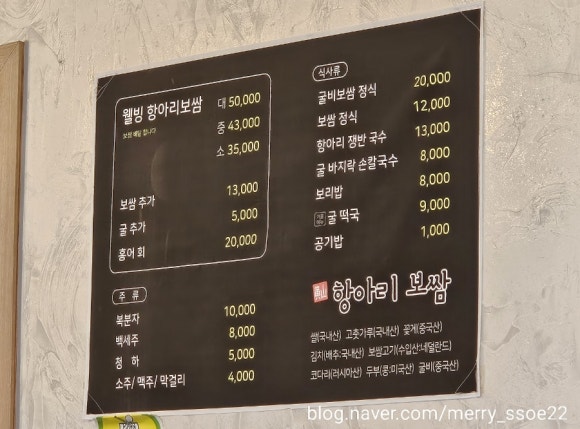 웰빙 항아리보쌈 대 50,000
보쌈 배달 합니다
중 43,000
소 35,000
보쌈 추가 13,000
굴 추가 5,000
홍어 회 20,000
주 류
복분자 10,000
백세주 8,000
청 하 5,000
소주/ 맥주/ 막걸리 4,000
식사류
굴비보쌈 정식 20,000
보쌈 정식 12,000
항아리 쟁반 국수 13,000
굴 바지락 손칼국수 8,000
보리밥 8,000
굴 떡국 9,000
공기밥 1,000
항아리 보쌈
쌀(국내산) 고춧가루(국내산) 꽃게(중국산)
김치(배추:국내산) 보쌈고기(수입산:네덜란드)
코다리(러시아산) 두부(콩:미국산) 굴비(중국산)
blog.naver.com/merry_ssoe22